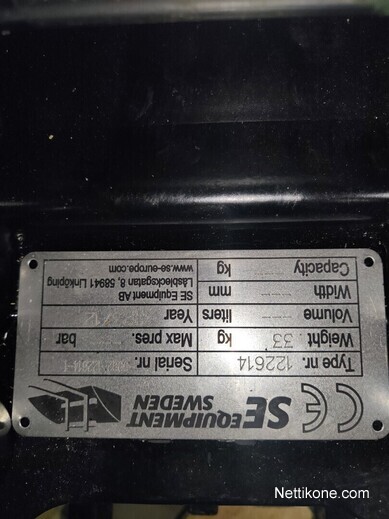 CE SE EQUIPMENT SWEDEN
Type nr. 122614 Serial nr.
Weight 33 kg Max pres. bar
Volume liters Year
Width mm SE Equipment AB
Låsblecksgatan 8, 58941 Linköping
Capacity kg www.se-europe.com
Nettikone.com